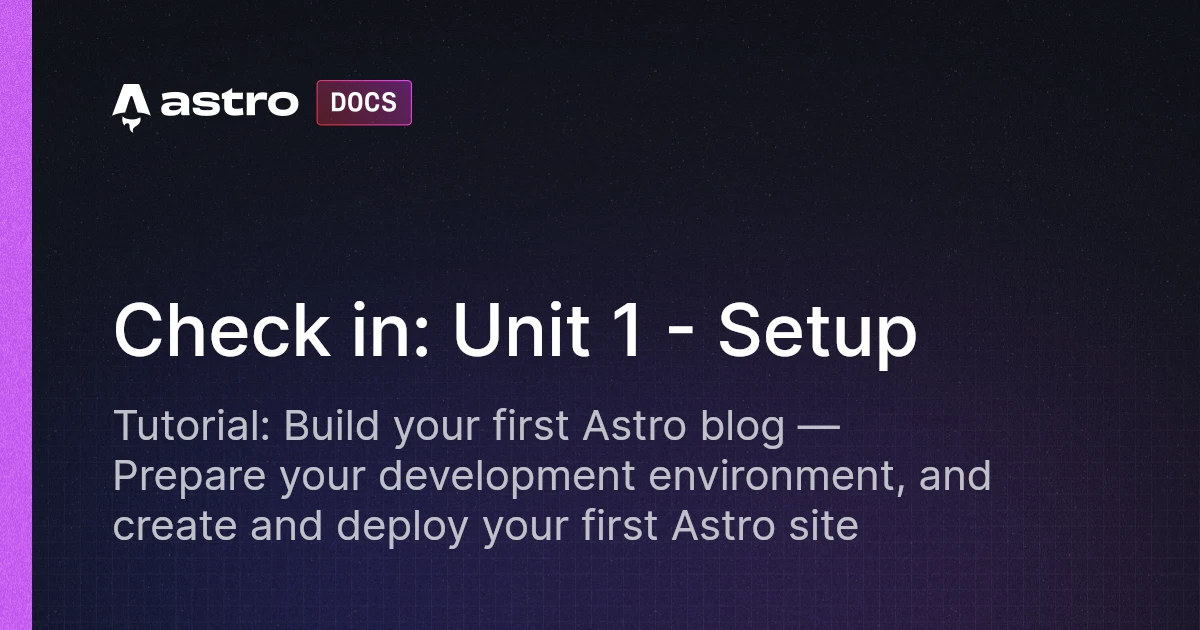 astro DOCS
Check in: Unit 1 - Setup
Tutorial: Build your first Astro blog —
Prepare your development environment, and
create and deploy your first Astro site